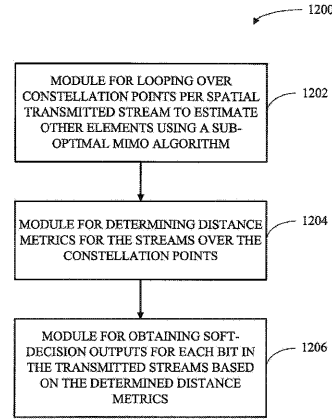 1200
MODULE FOR LOOPING OVER
CONSTELLATION POINTS PER SPATIAL
TRANSMITTED STREAM TO ESTIMATE
OTHER ELEMENTS USING A SUB-
OPTIMAL MIMO ALGORITHM
1202
MODULE FOR DETERMINING DISTANCE
METRICS FOR THE STREAMS OVER THE
CONSTELLATION POINTS
1204
MODULE FOR OBTAINING SOFT-
DECISION OUTPUTS FOR EACH BIT IN
THE TRANSMITTED STREAMS BASED
ON THE DETERMINED DISTANCE
METRICS
1206